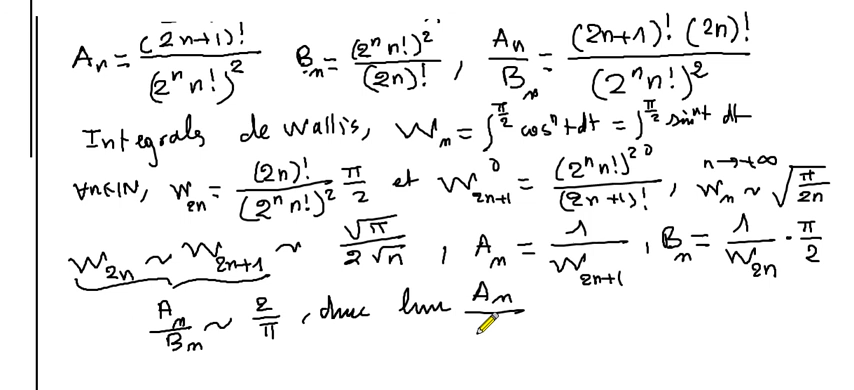 A_n = (2n+1)! / (2^n n!)^2   B_n = (2^n n!)^2 / (2n)! , A_n / B_n = (2n+1)! (2n)! / (2^n n!)^2
Integrals de Wallis, W_n = ∫_0^{π/2} cos^n t dt = ∫_0^{π/2} sin^n t dt
∀n∈ℕ, W_{2n} = (2n)! / (2^n n!)^2 π/2 et W_{2n+1} = (2^n n!)^2 / (2n+1)! , W_n ~ √(π/2n) n→+∞
W_{2n} ~ W_{2n+1} ~ √π / 2√n , A_n = 1 / W_{2n+1} , B_n = 1 / W_{2n} · π/2
A_n / B_n ~ 2/π , donc lim A_n